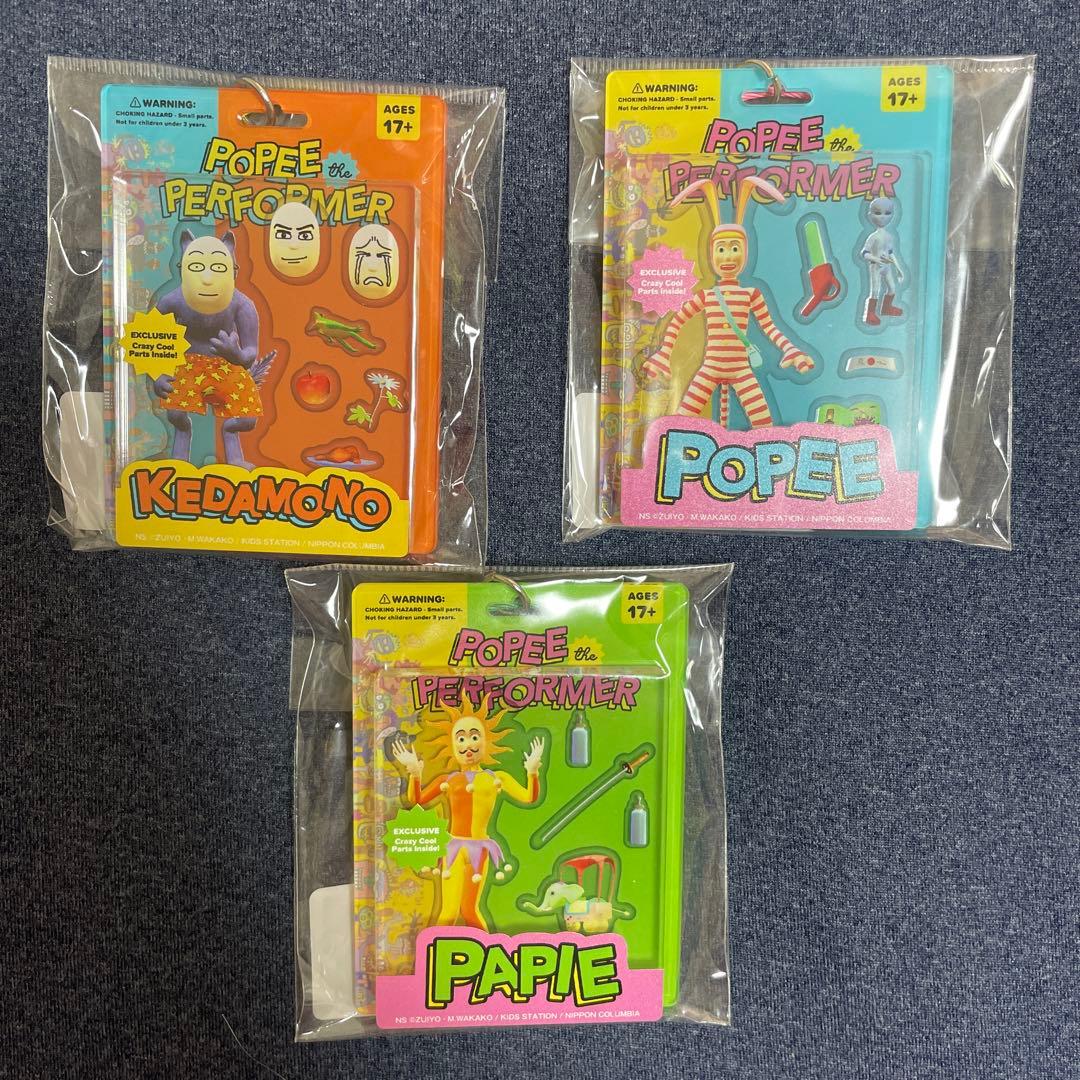 WARNING:
CHOKING HAZARD - Small parts.
Not for children under 3 years.
AGES
17+
POPEE the
PERFORMER
EXCLUSIVE
Crazy Cool
Parts Inside!
KEDAMONO
NS ©ZUIYO・M.WAKAKO / KIDS STATION / NIPPON COLUMBIA
WARNING:
CHOKING HAZARD - Small parts.
Not for children under 3 years.
AGES
17+
POPEE the
PERFORMER
EXCLUSIVE
Crazy Cool
Parts Inside!
POPEE
NS ©ZUIYO・M.WAKAKO / KIDS STATION / NIPPON COLUMBIA
WARNING:
CHOKING HAZARD - Small parts.
Not for children under 3 years.
AGES
17+
POPEE the
PERFORMER
EXCLUSIVE
Crazy Cool
Parts Inside!
PAPIE
NS ©ZUIYO・M.WAKAKO / KIDS STATION / NIPPON COLUMBIA